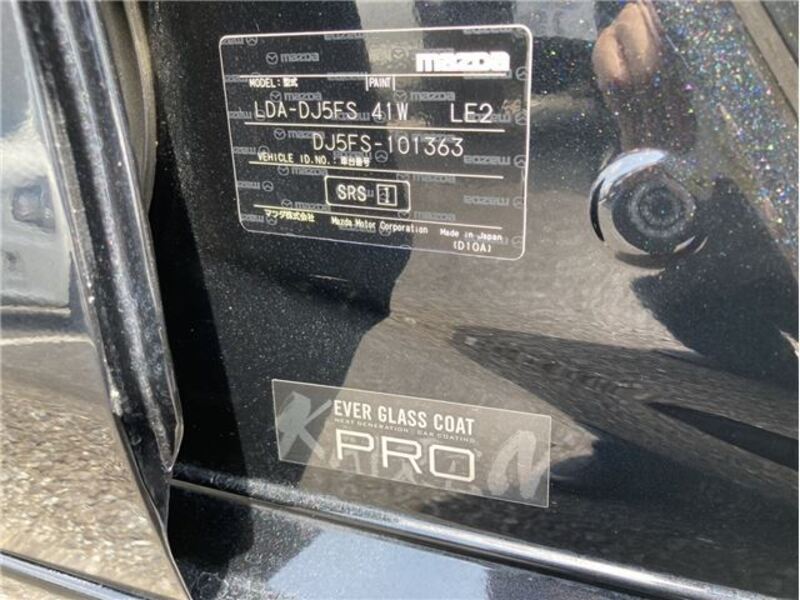 mazda
MODEL:型式 PAINT
LDA-DJ5FS 41W LE2
DJ5FS-101363
VEHICLE ID.NO.:車台番号
SRS 1
マツダ株式会社 Mazda Motor Corporation Made in Japan
(D10A)
EVER GLASS COAT
NEXT GENERATION CAR COATING
PRO